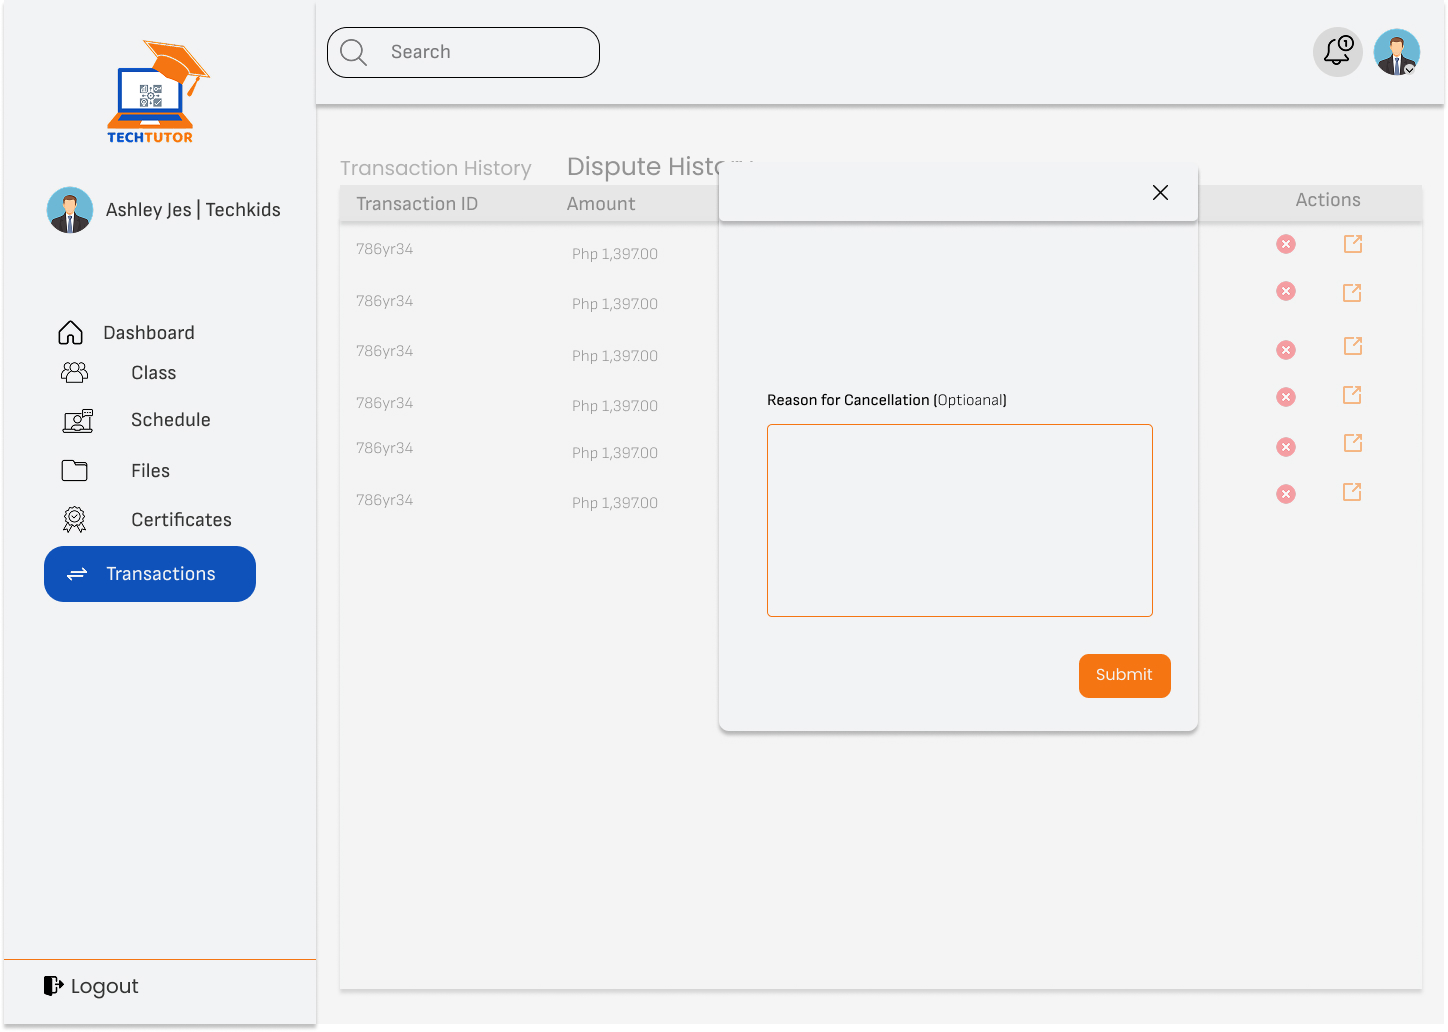 Search
1
TECHTUTOR
Ashley Jes | Techkids
Dashboard
Class
Schedule
Files
Certificates
Transactions
Logout
Transaction History Dispute History
Transaction ID Amount Actions
786yr34 Php 1,397.00
786yr34 Php 1,397.00
786yr34 Php 1,397.00
786yr34 Php 1,397.00
786yr34 Php 1,397.00
786yr34 Php 1,397.00
Reason for Cancellation (Optioanal)
Submit